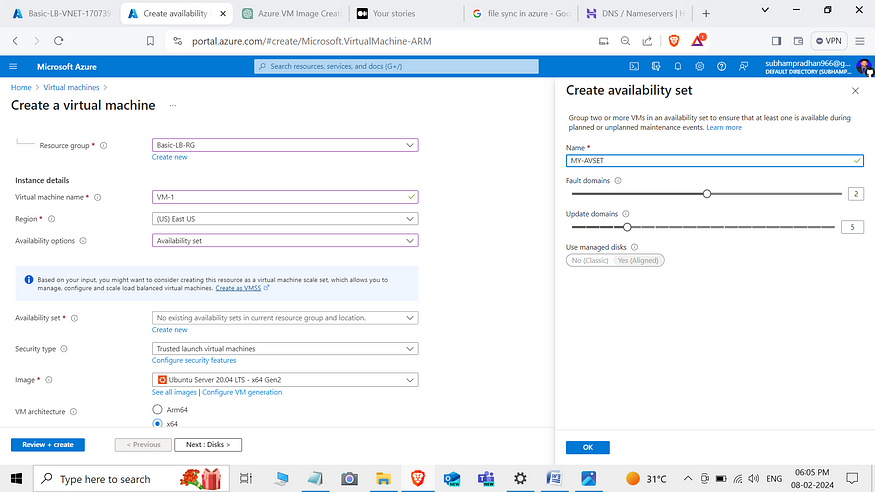 Basic-LB-VNET-170739
Create availability
Azure VM Image Creat
Your stories
file sync in azure - Goo
DNS / Nameservers | H
portal.azure.com/#create/Microsoft.VirtualMachine-ARM
VPN
Microsoft Azure
Search resources, services, and docs (G+/)
subhampradhan966@g...
DEFAULT DIRECTORY (SUBHAM...
Home > Virtual machines >
Create a virtual machine ...
Resource group *
Basic-LB-RG
Create new
Instance details
Virtual machine name *
VM-1
Region *
(US) East US
Availability options
Availability set
Based on your input, you might want to consider creating this resource as a virtual machine scale set, which allows you to
manage, configure and scale load balanced virtual machines. Create as VMSS
Availability set *
No existing availability sets in current resource group and location.
Create new
Security type
Trusted launch virtual machines
Configure security features
Image *
Ubuntu Server 20.04 LTS - x64 Gen2
See all images | Configure VM generation
VM architecture
Arm64
x64
Review + create
< Previous
Next : Disks >
Create availability set
Group two or more VMs in an availability set to ensure that at least one is available during
planned or unplanned maintenance events. Learn more
Name *
MY-AVSET
Fault domains
2
Update domains
5
Use managed disks
No (Classic) Yes (Aligned)
OK
Type here to search
31°C
ENG
06:05 PM
08-02-2024